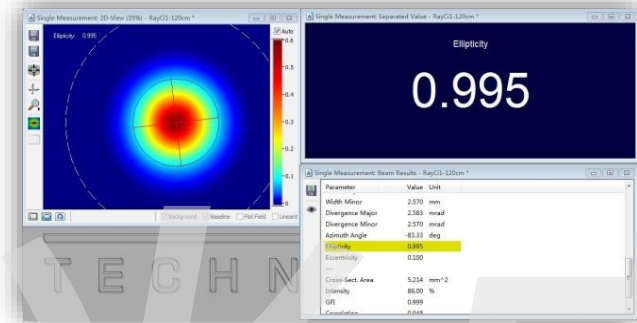 Single Measurement: 2D-View (35%) - RayCi1-120cm *
Ellipticity 0.995
Auto
0.6
0.4
0.3
0.2
0.1
0
Background Baseline Flat Field Linearit
Single Measurement: Separated Value - RayCi1-120cm *
Ellipticity
0.995
Single Measurement: Beam Results - RayCi1-120cm *
Parameter Value Unit
Width Minor 2.570 mm
Divergence Major 2.583 mrad
Divergence Minor 2.570 mrad
Azimuth Angle -83.33 deg
Ellipticity 0.995
Eccentricity 0.100
---
Cross-Sect. Area 5.214 mm^2
Intensity 86.00 %
GFI 0.999
TECHN